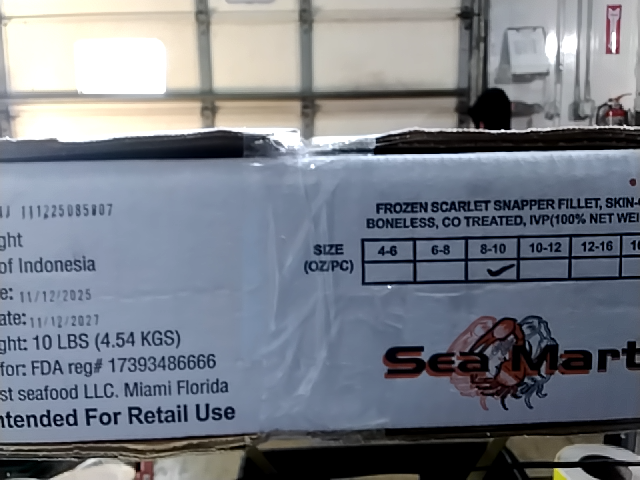 111225085W07
ght
of Indonesia
e: 11/12/2025
ate: 11/12/2027
ght: 10 LBS (4.54 KGS)
for: FDA reg# 17393486666
st seafood LLC. Miami Florida
ntended For Retail Use
FROZEN SCARLET SNAPPER FILLET, SKIN-
BONELESS, CO TREATED, IVP(100% NET WEI
SIZE
(OZ/PC)
4-6 6-8 8-10 10-12 12-16
Sea Mart